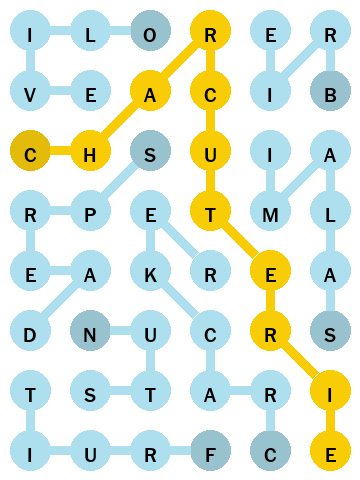 I L O R E R
V E A C I B
C H S U I A
R P E T M L
E A K R E A
D N U C R S
T S T A R I
I U R F C E